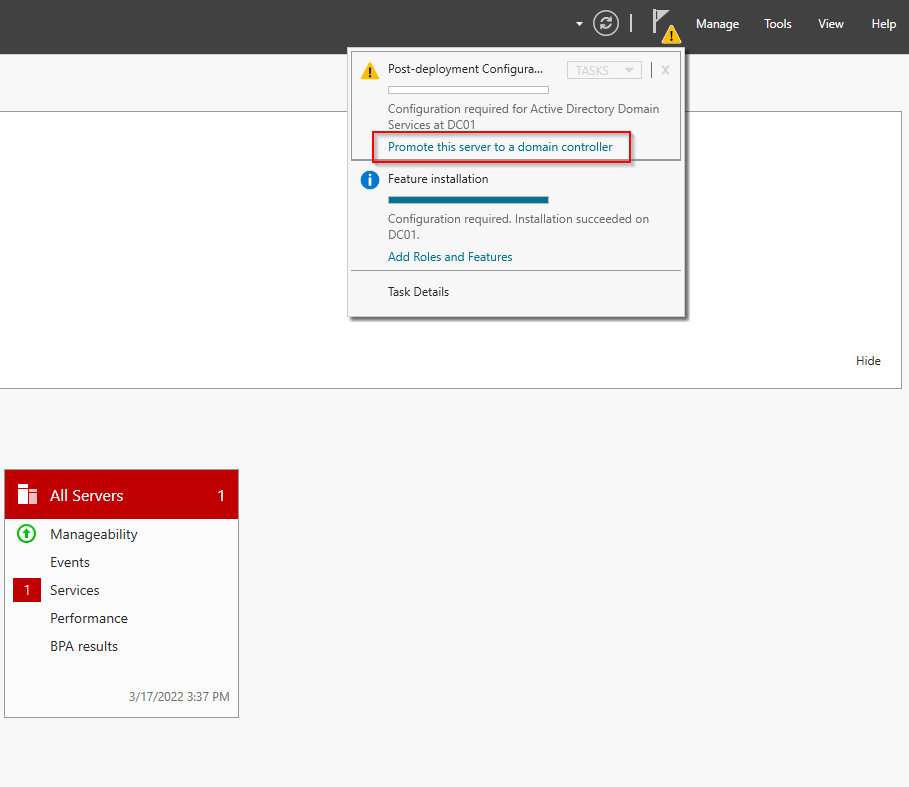 Manage Tools View Help
Post-deployment Configura... TASKS X
Configuration required for Active Directory Domain
Services at DC01
Promote this server to a domain controller
Feature installation
Configuration required. Installation succeeded on
DC01.
Add Roles and Features
Task Details
Hide
All Servers 1
Manageability
Events
1 Services
Performance
BPA results
3/17/2022 3:37 PM